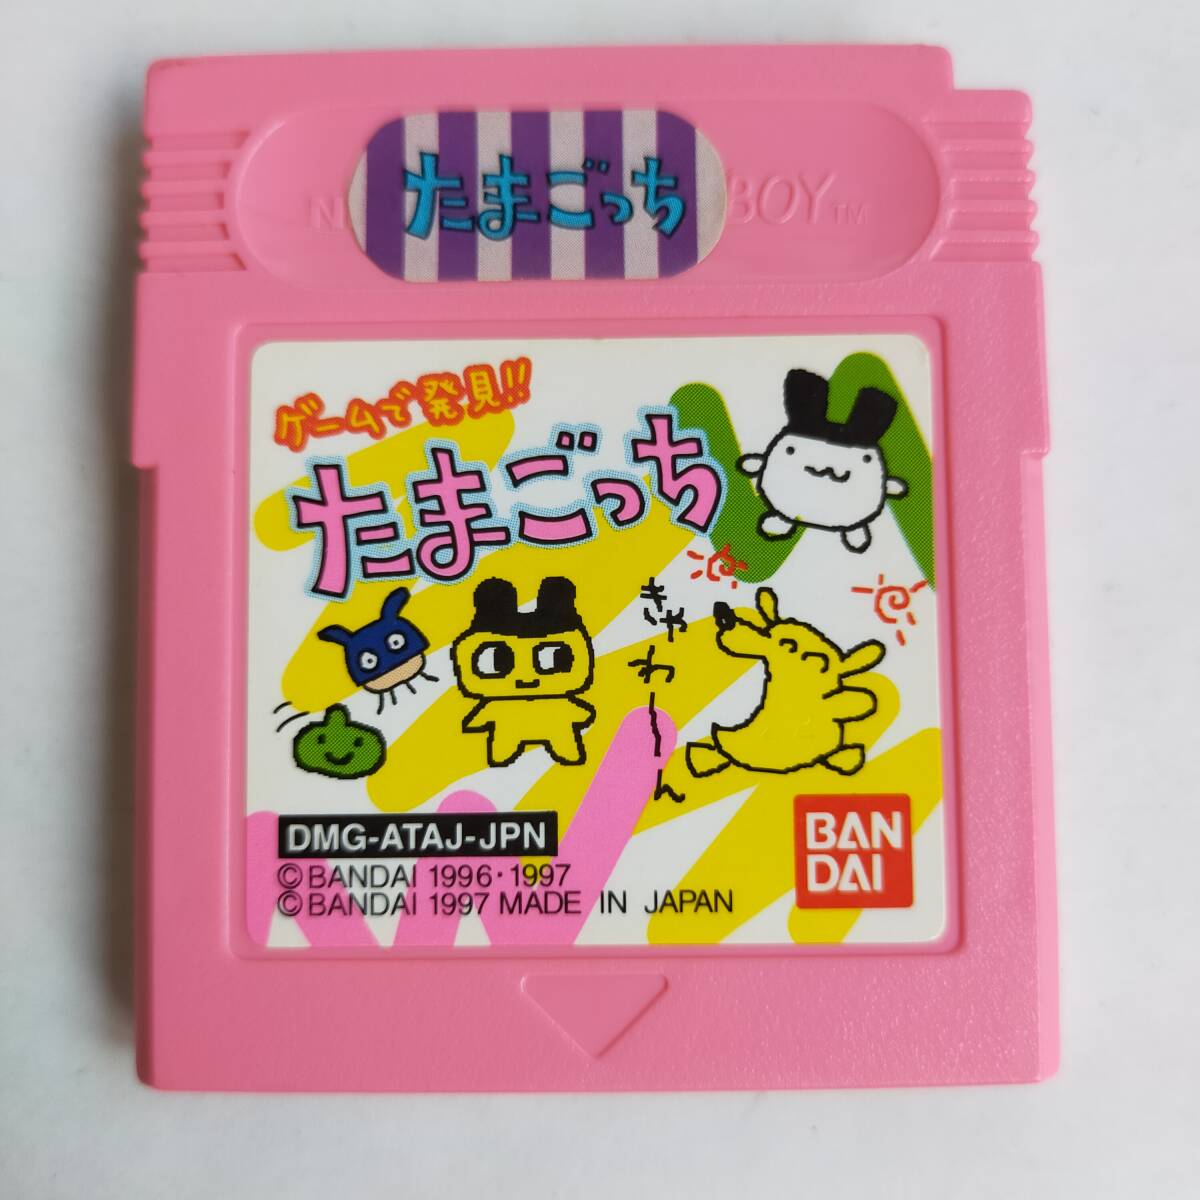 たまごっち
N BOY TM
ゲームで発見!!
たまごっち
きゃわーん
DMG-ATAJ-JPN
©BANDAI 1996・1997
©BANDAI 1997 MADE IN JAPAN
BAN
DAI